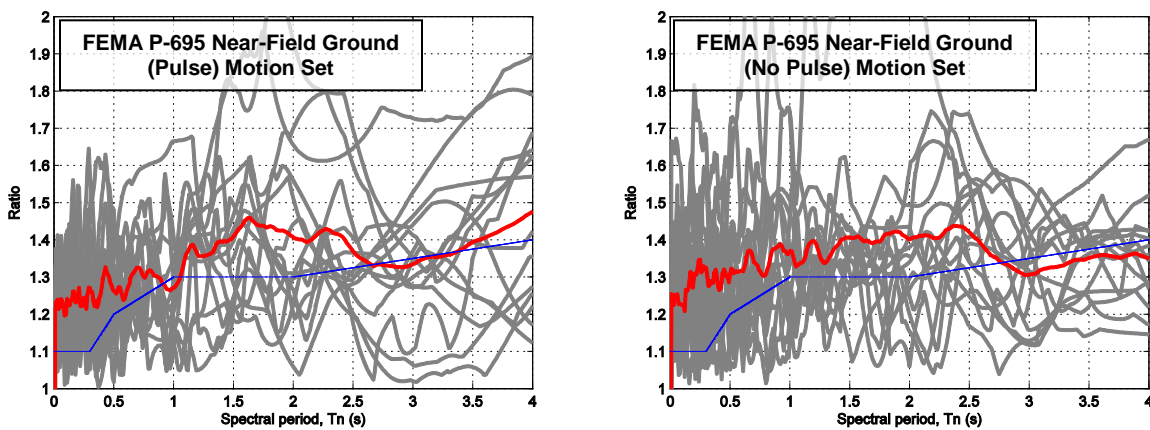 FEMA P-695 Near-Field Ground
(Pulse) Motion Set
2
1.9
1.8
1.7
1.6
1.5
1.4
1.3
1.2
1.1
1
Ratio
0 0.5 1 1.5 2 2.5 3 3.5 4
Spectral period, Tn (s)
FEMA P-695 Near-Field Ground
(No Pulse) Motion Set
2
1.9
1.8
1.7
1.6
1.5
1.4
1.3
1.2
1.1
1
Ratio
0 0.5 1 1.5 2 2.5 3 3.5 4
Spectral period, Tn (s)